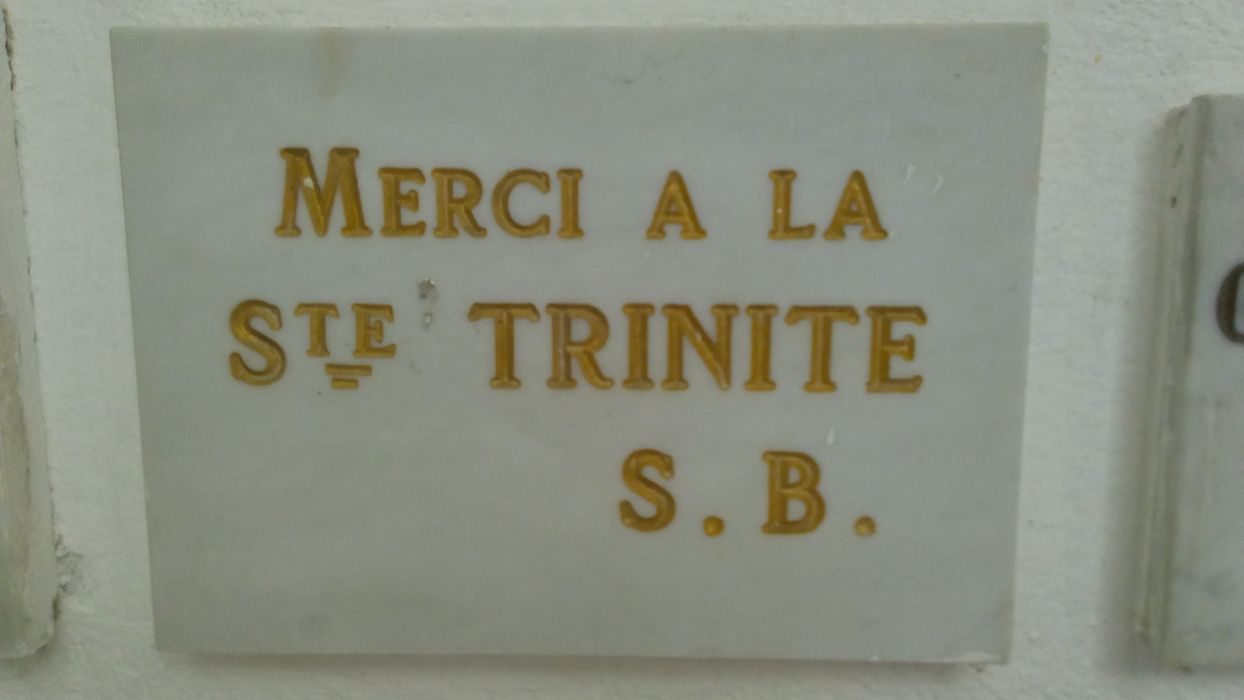 MERCI A LA
STE TRINITE
S. B.